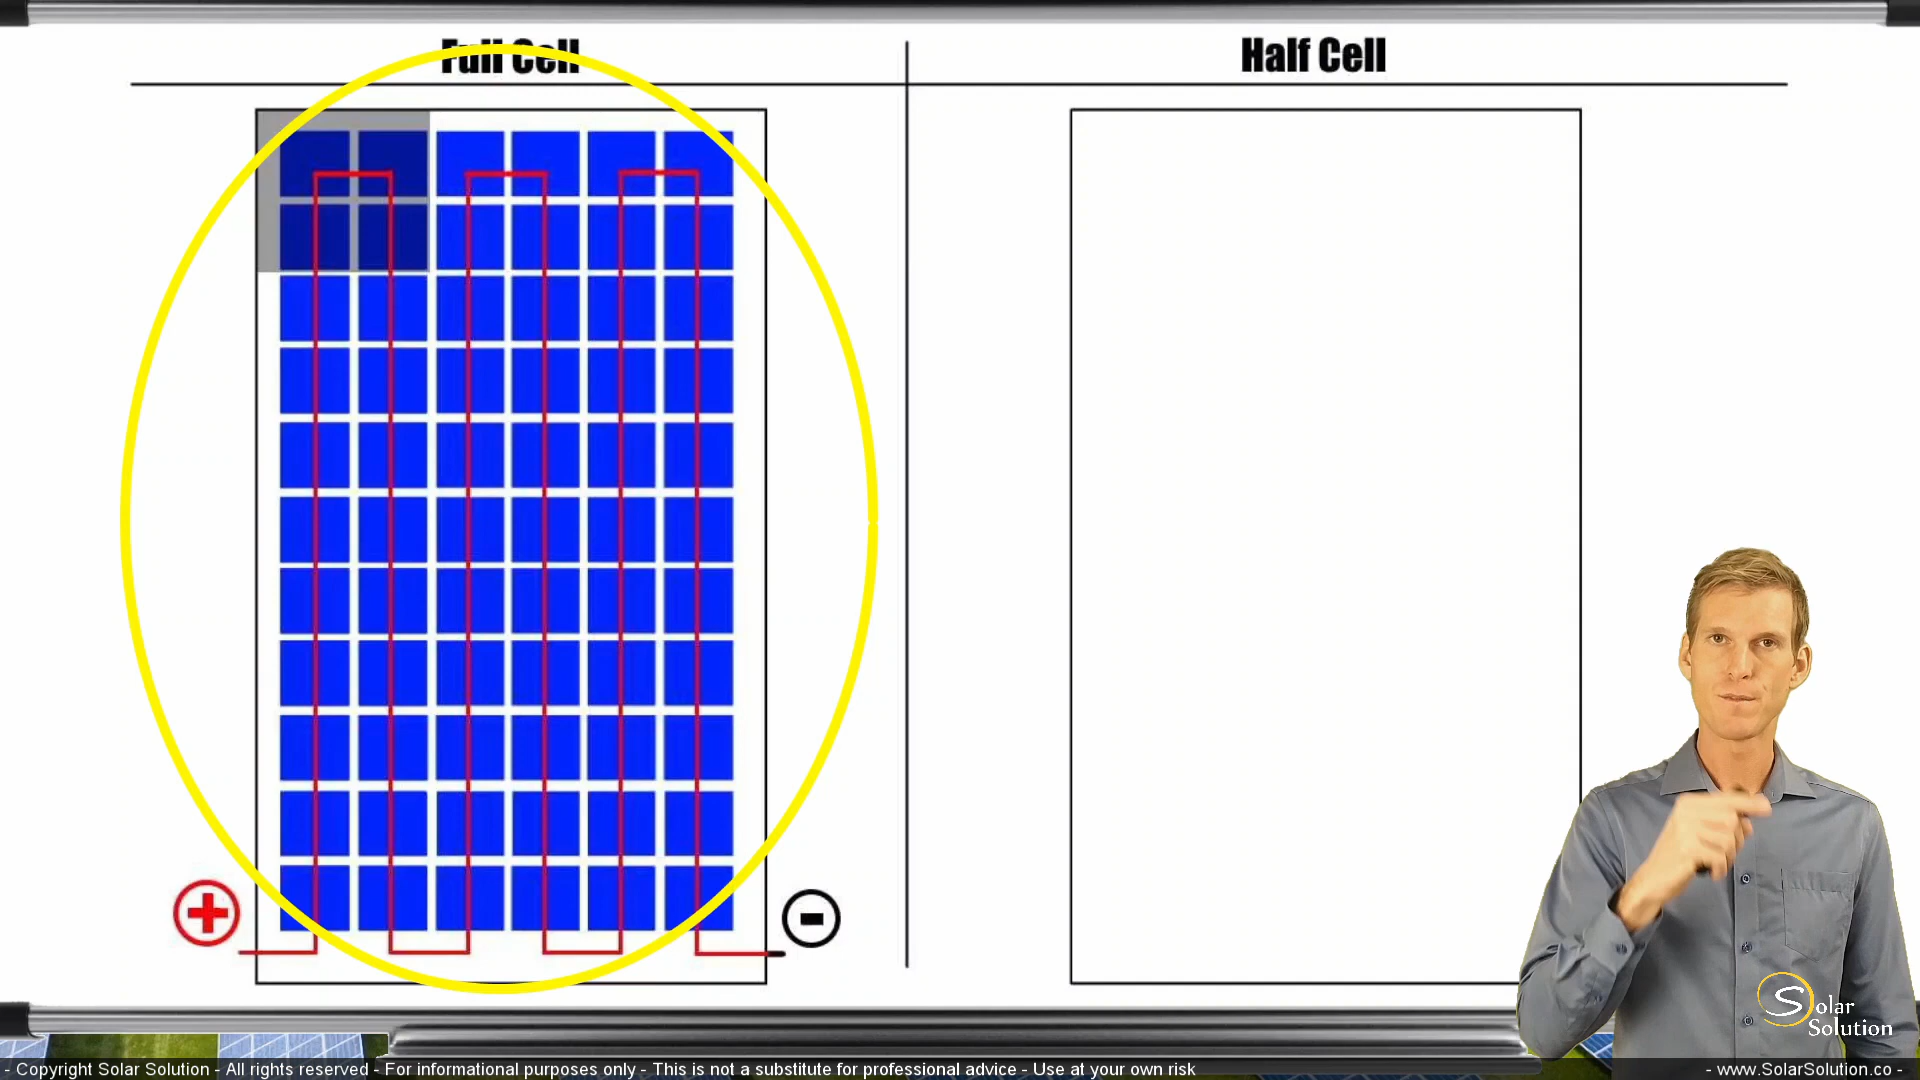 Full Cell
Half Cell
+
-
Solar
Solution
- Copyright Solar Solution - All rights reserved - For informational purposes only - This is not a substitute for professional advice - Use at your own risk
- www.SolarSolution.co -